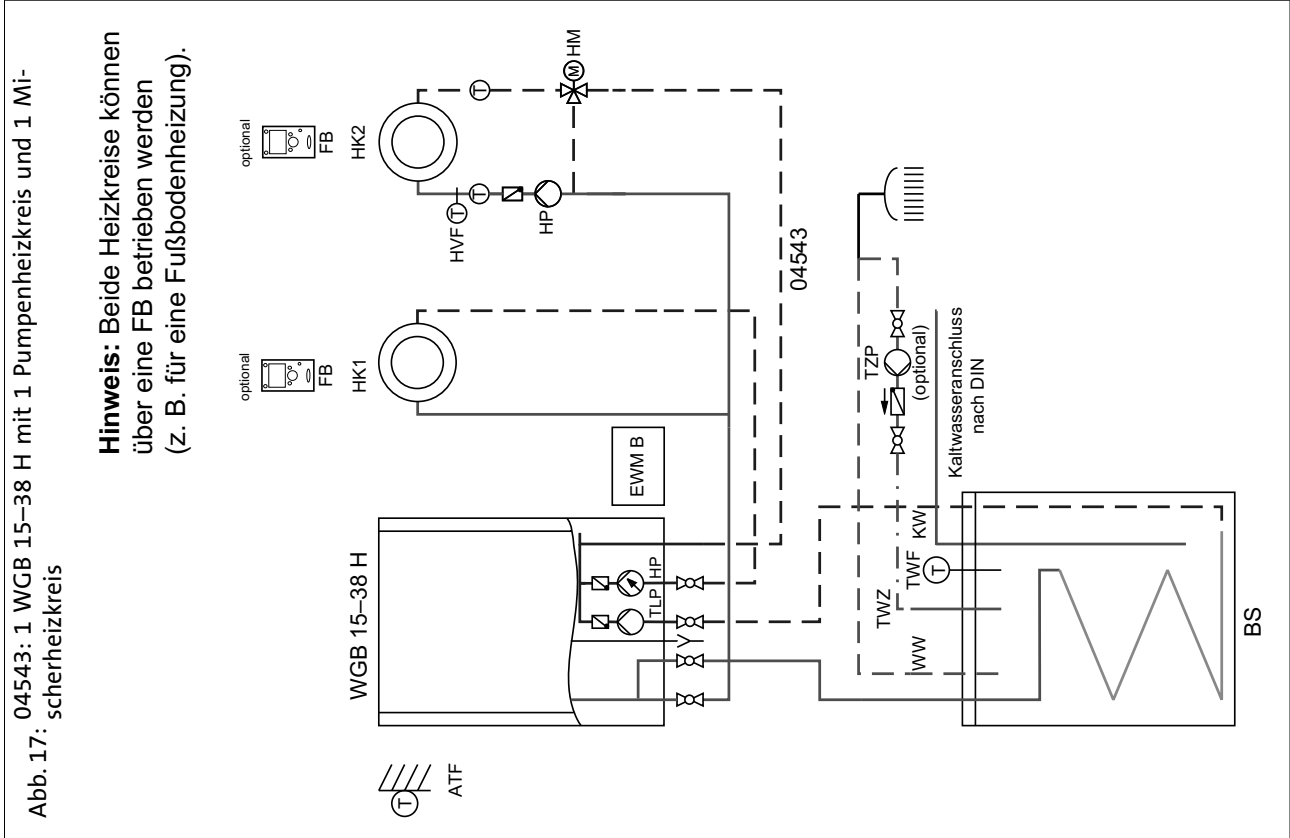 Abb. 17: 04543: 1 WGB 15–38 H mit 1 Pumpenheizkreis und 1 Mi-
scherheizkreis
Hinweis: Beide Heizkreise können
über eine FB betrieben werden
(z. B. für eine Fußbodenheizung).
optional
FB
HK1
optional
FB
HK2
T
ATF
WGB 15–38 H
TLP
HP
EWM B
HVF
T
T
HP
T
M
HM
04543
WW
TWZ
TWF
T
KW
TZP
(optional)
Kaltwasseranschluss
nach DIN
BS